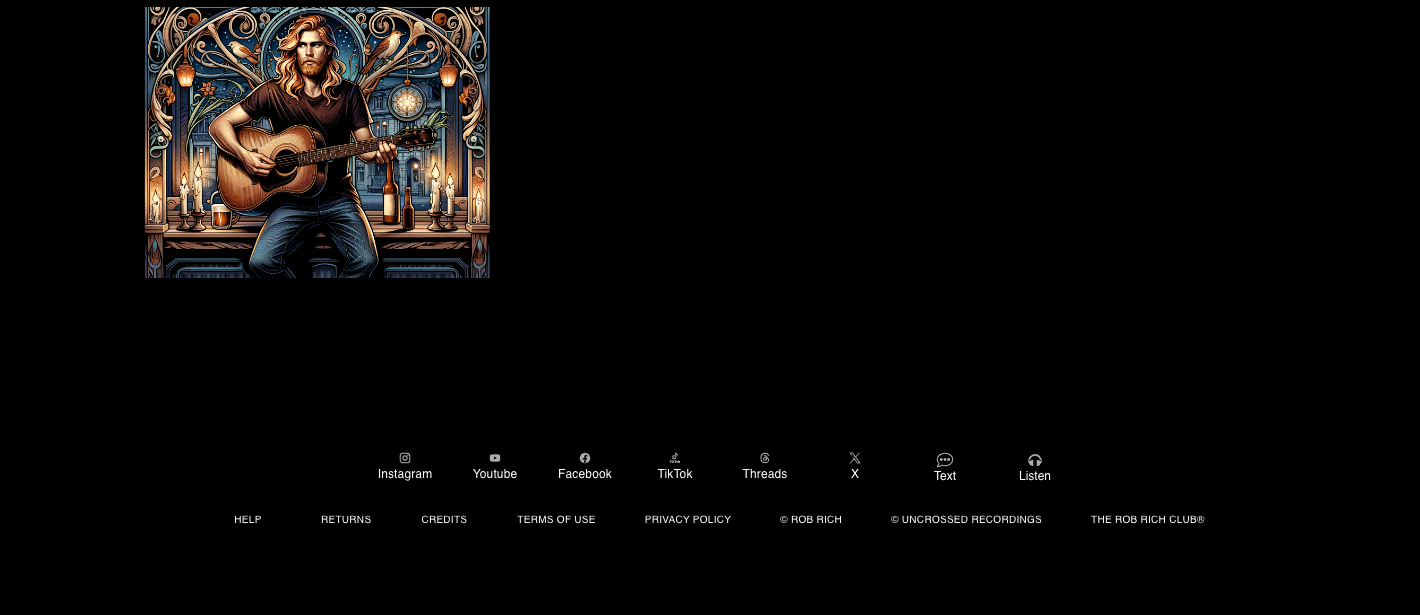 Instagram Youtube Facebook TikTok Threads X Text Listen
HELP RETURNS CREDITS TERMS OF USE PRIVACY POLICY © ROB RICH © UNCROSSED RECORDINGS THE ROB RICH CLUB®